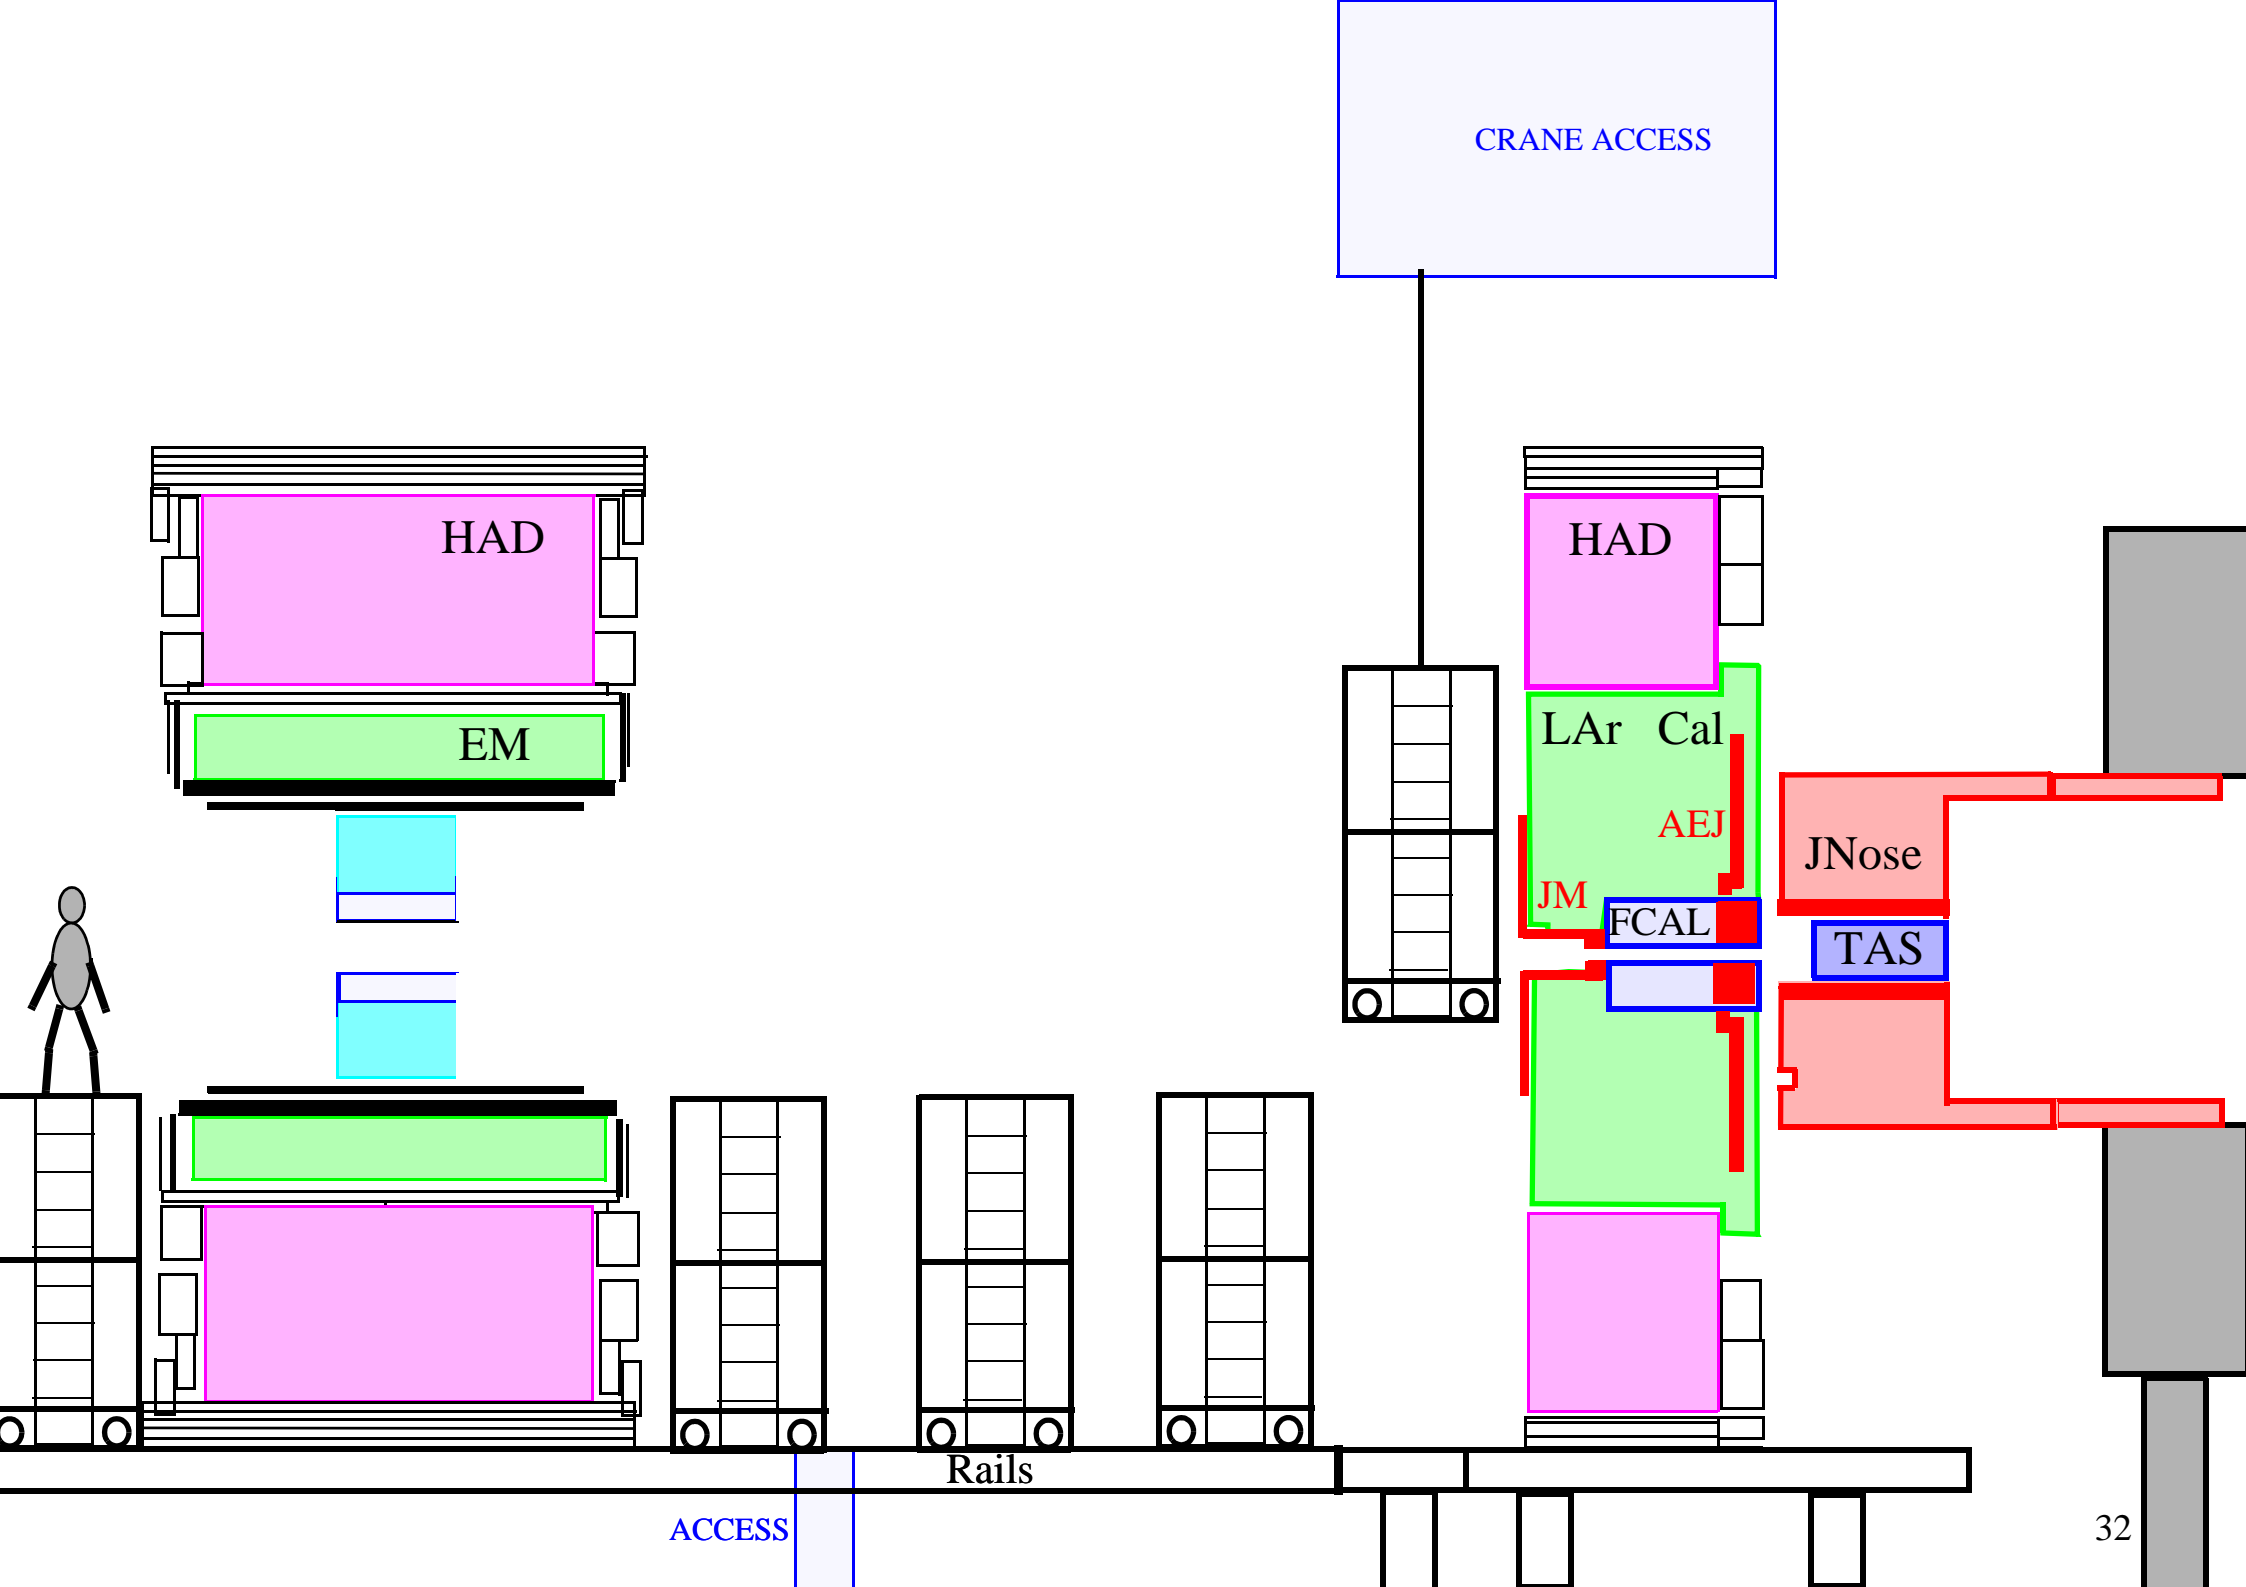 CRANE ACCESS
HAD
HAD
EM
LAr Cal
AEJ
JNose
JM
FCAL
TAS
Rails
ACCESS
32